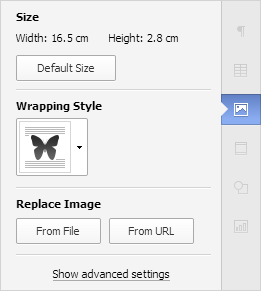 Size
Width: 16.5 cm Height: 2.8 cm
Default Size
Wrapping Style
Replace Image
From File From URL
Show advanced settings